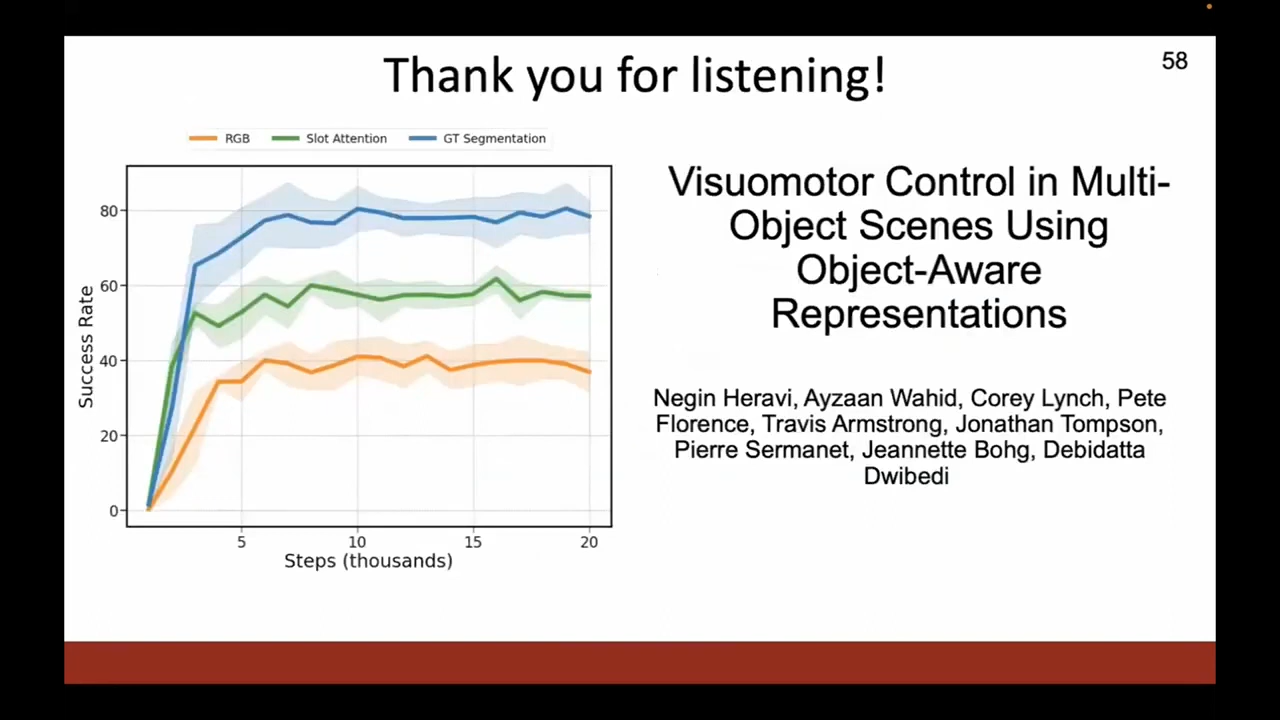 Thank you for listening!
58
RGB
Slot Attention
GT Segmentation
80
60
40
20
0
Success Rate
5
10
15
20
Steps (thousands)
Visuomotor Control in Multi-
Object Scenes Using
Object-Aware
Representations
Negin Heravi, Ayzaan Wahid, Corey Lynch, Pete
Florence, Travis Armstrong, Jonathan Tompson,
Pierre Sermanet, Jeannette Bohg, Debidatta
Dwibedi